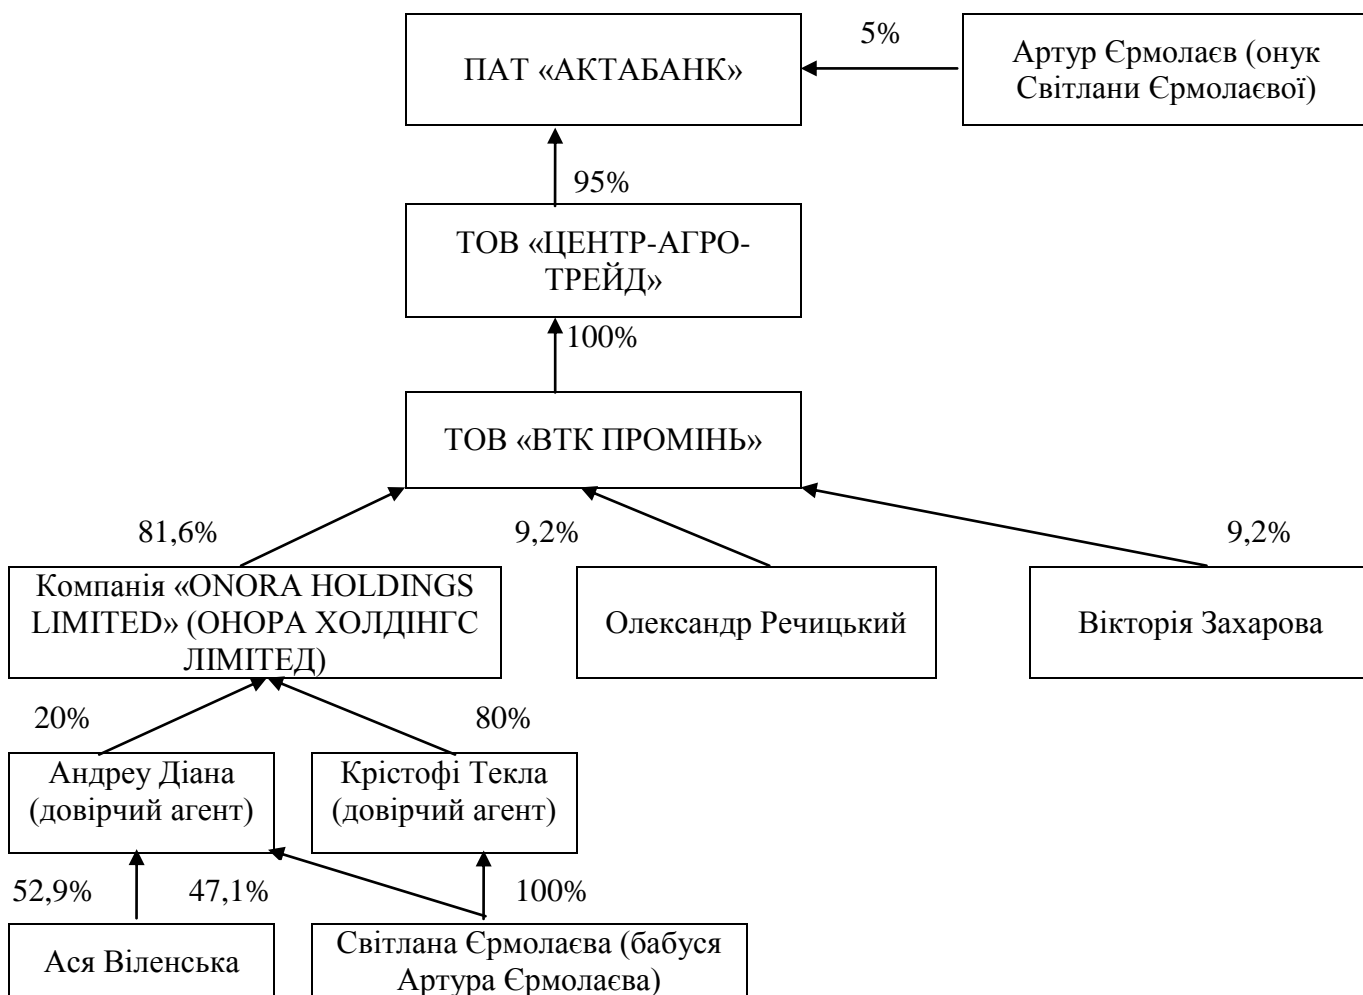 5%
ПАТ «АКТАБАНК»
Артур Єрмолаєв (онук
Світлани Єрмолаєвої)
95%
ТОВ «ЦЕНТР-АГРО-
ТРЕЙД»
100%
ТОВ «ВТК ПРОМІНЬ»
81,6%
9,2%
9,2%
Компанія «ONORA HOLDINGS
LIMITED» (ОНОРА ХОЛДІНГС
ЛІМІТЕД)
Олександр Речицький
Вікторія Захарова
20%
80%
Андреу Діана
(довірчий агент)
Крістофі Текла
(довірчий агент)
52,9%
47,1%
100%
Ася Віленська
Світлана Єрмолаєва (бабуся
Артура Єрмолаєва)